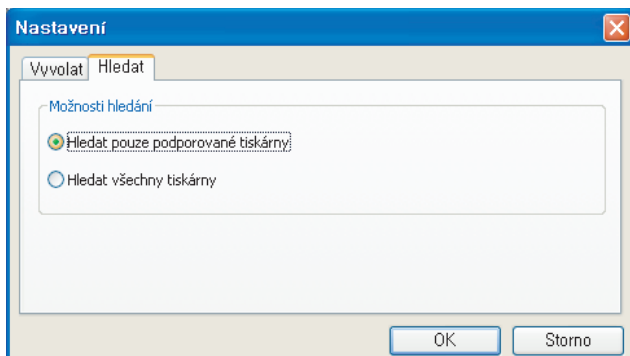 Nastavení
Vyvolat Hledat
Možnosti hledání
Hledat pouze podporované tiskárny
Hledat všechny tiskárny
OK Storno